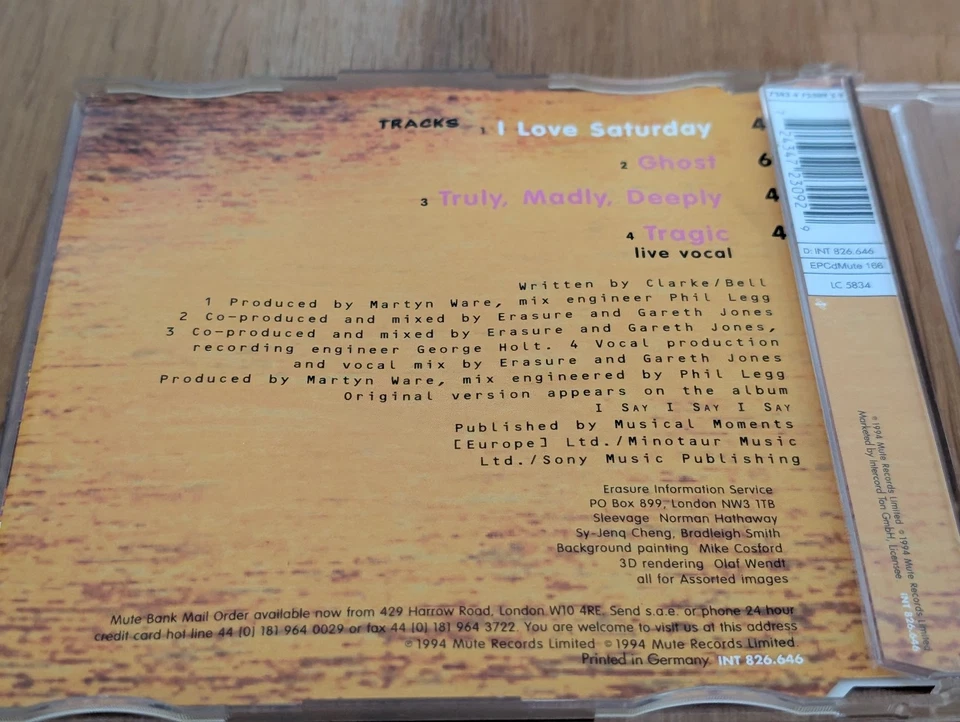 TRACKS 1 I Love Saturday 4
2 Ghost 6
3 Truly, Madly, Deeply 4
4 Tragic 4
live vocal
Written by Clarke/Bell
1 Produced by Martyn Ware, mix engineer Phil Legg
2 Co-produced and mixed by Erasure and Gareth Jones
3 Co-produced and mixed by Erasure and Gareth Jones,
recording engineer George Holt. 4 Vocal production
and vocal mix by Erasure and Gareth Jones
Produced by Martyn Ware, mix engineered by Phil Legg
Original version appears on the album
I SAY I SAY I SAY
Published by Musical Moments
[Europe] Ltd./Minotaur Music
Ltd./Sony Music Publishing
Erasure Information Service
PO Box 899, London NW3 1TB
Sleevage Norman Hathaway
Sy-Jenq Cheng, Bradleigh Smith
Background painting Mike Cosford
3D rendering Olaf Wendt
all for Assorted images
Mute Bank Mail Order available now from 429 Harrow Road, London W10 4RE. Send s.a.e. or phone 24 hour
credit card hot line 44 [0] 181 964 0029 or fax 44 [0] 181 964 3722. You are welcome to visit us at this address
℗ 1994 Mute Records Limited © 1994 Mute Records Limited
Printed in Germany. INT 826.646
7 24347 23092 9
D: INT 826.646
EPCdMute 166
LC 5834
℗ 1994 Mute Records Limited © 1994 Mute Records Limited
Marketed by Intercord Ton GmbH, Licensee INT 826.646